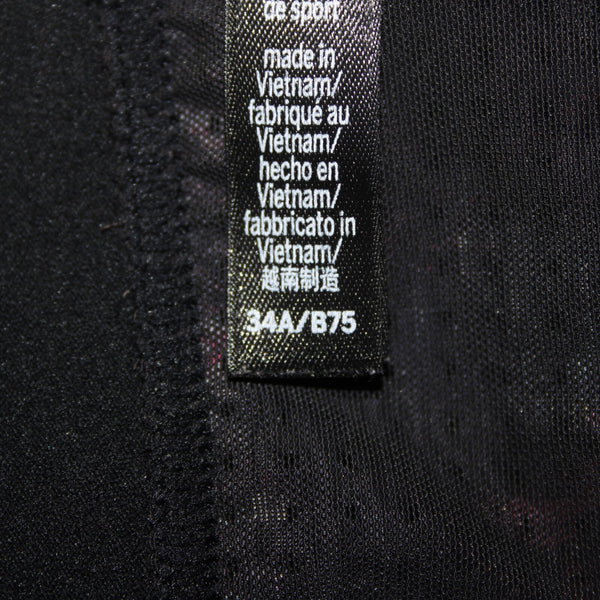 de sport
made in
Vietnam/
fabriqué au
Vietnam/
hecho en
Vietnam/
fabbricato in
Vietnam/
越南制造
34A/B75